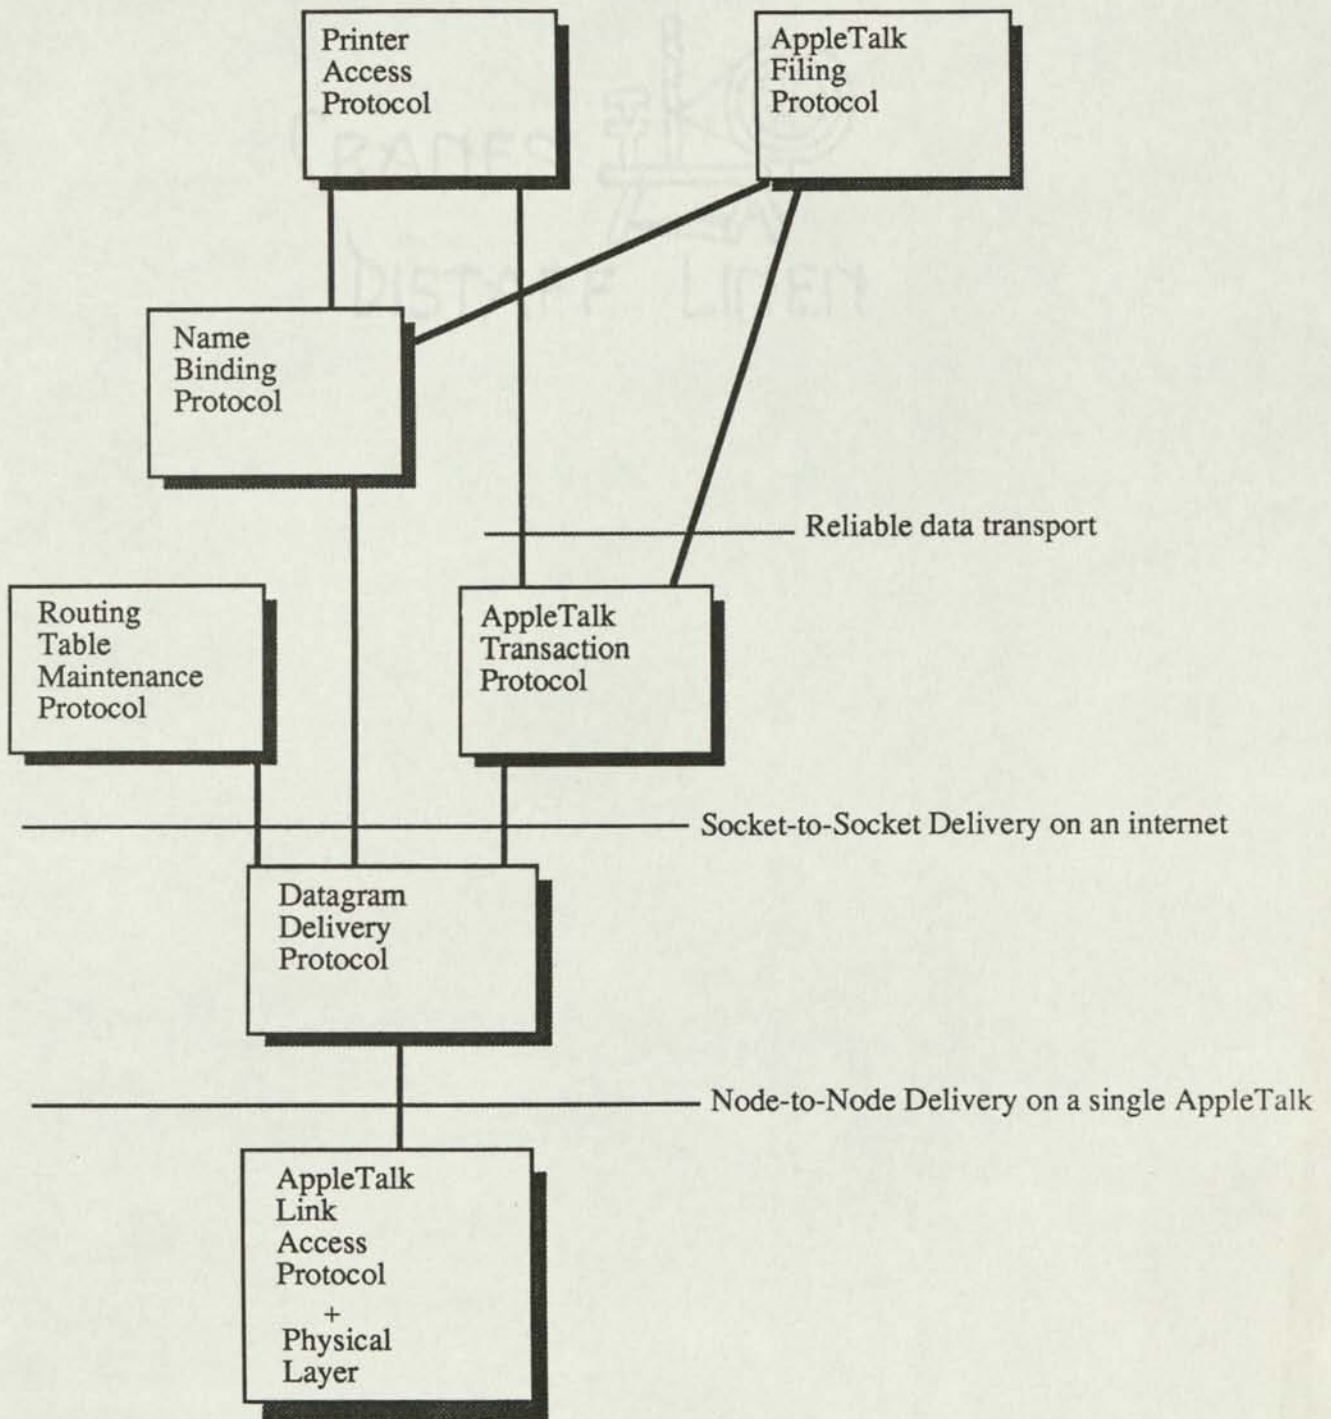 Printer
Access
Protocol
AppleTalk
Filing
Protocol
Name
Binding
Protocol
Reliable data transport
Routing
Table
Maintenance
Protocol
AppleTalk
Transaction
Protocol
Socket-to-Socket Delivery on an internet
Datagram
Delivery
Protocol
Node-to-Node Delivery on a single AppleTalk
AppleTalk
Link
Access
Protocol
+
Physical
Layer